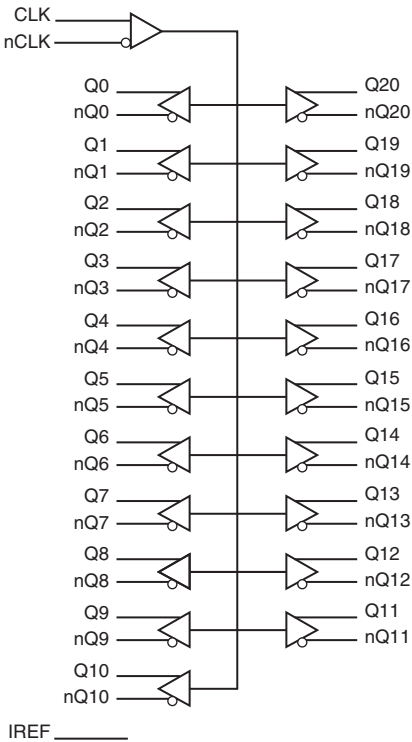 CLK
nCLK
Q0 Q20
nQ0 nQ20
Q1 Q19
nQ1 nQ19
Q2 Q18
nQ2 nQ18
Q3 Q17
nQ3 nQ17
Q4 Q16
nQ4 nQ16
Q5 Q15
nQ5 nQ15
Q6 Q14
nQ6 nQ14
Q7 Q13
nQ7 nQ13
Q8 Q12
nQ8 nQ12
Q9 Q11
nQ9 nQ11
Q10
nQ10
IREF